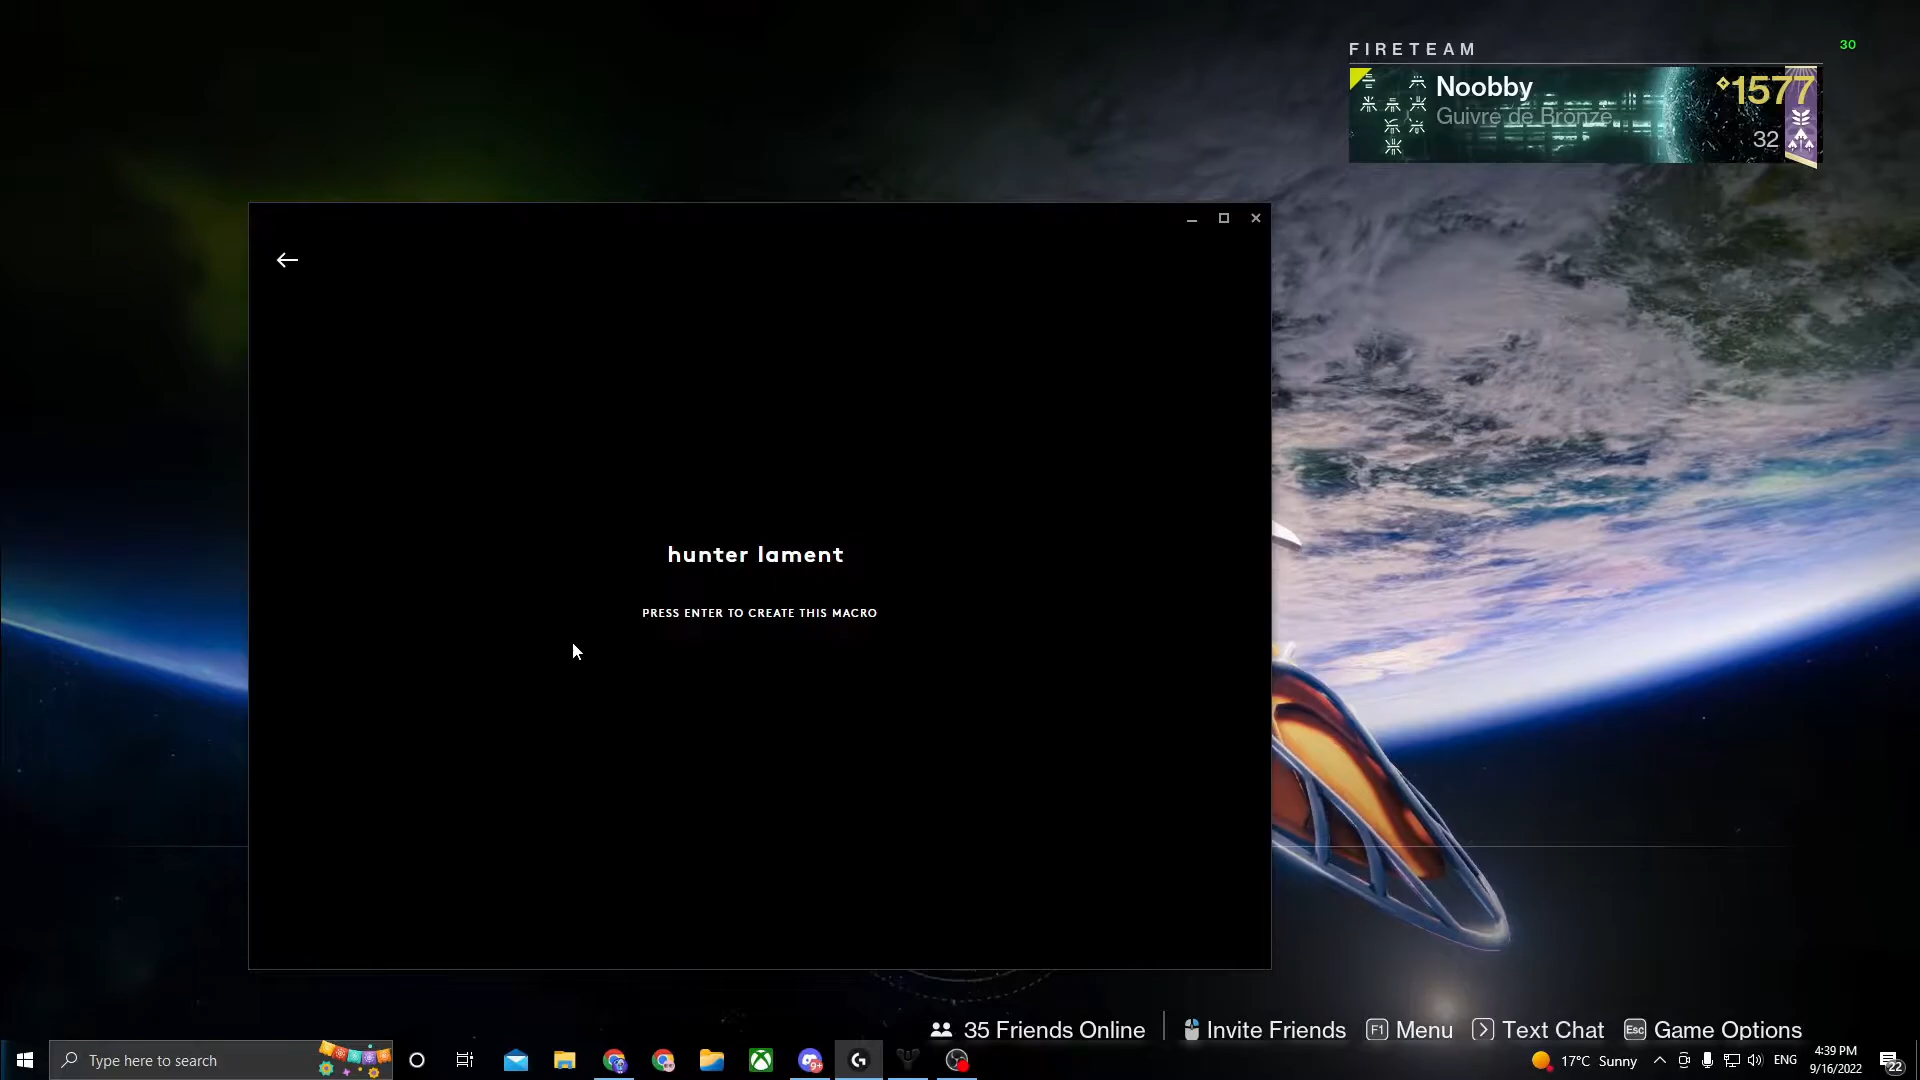 FIRETEAM
30
Noobby
Guivre de Bronze
1577
32
hunter lament
PRESS ENTER TO CREATE THIS MACRO
35 Friends Online
Invite Friends
F1 Menu
Text Chat
Esc Game Options
Type here to search
9+
17°C Sunny
ENG
4:39 PM
9/16/2022
22